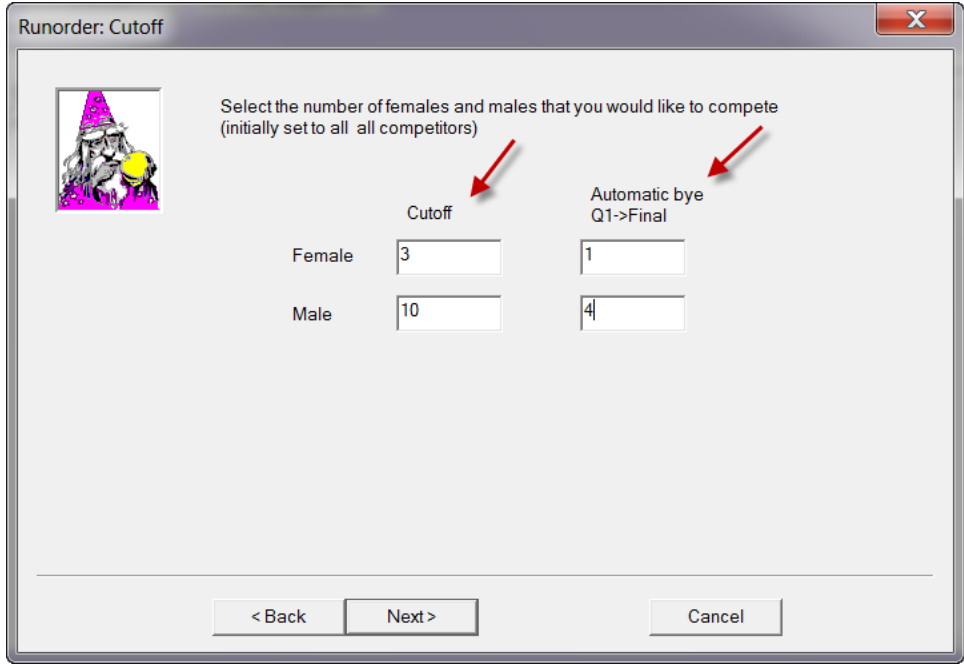 Runorder: Cutoff
X
Select the number of females and males that you would like to compete
(initially set to all all competitors)
Cutoff
Automatic bye
Q1->Final
Female 3 1
Male 10 4
< Back Next > Cancel